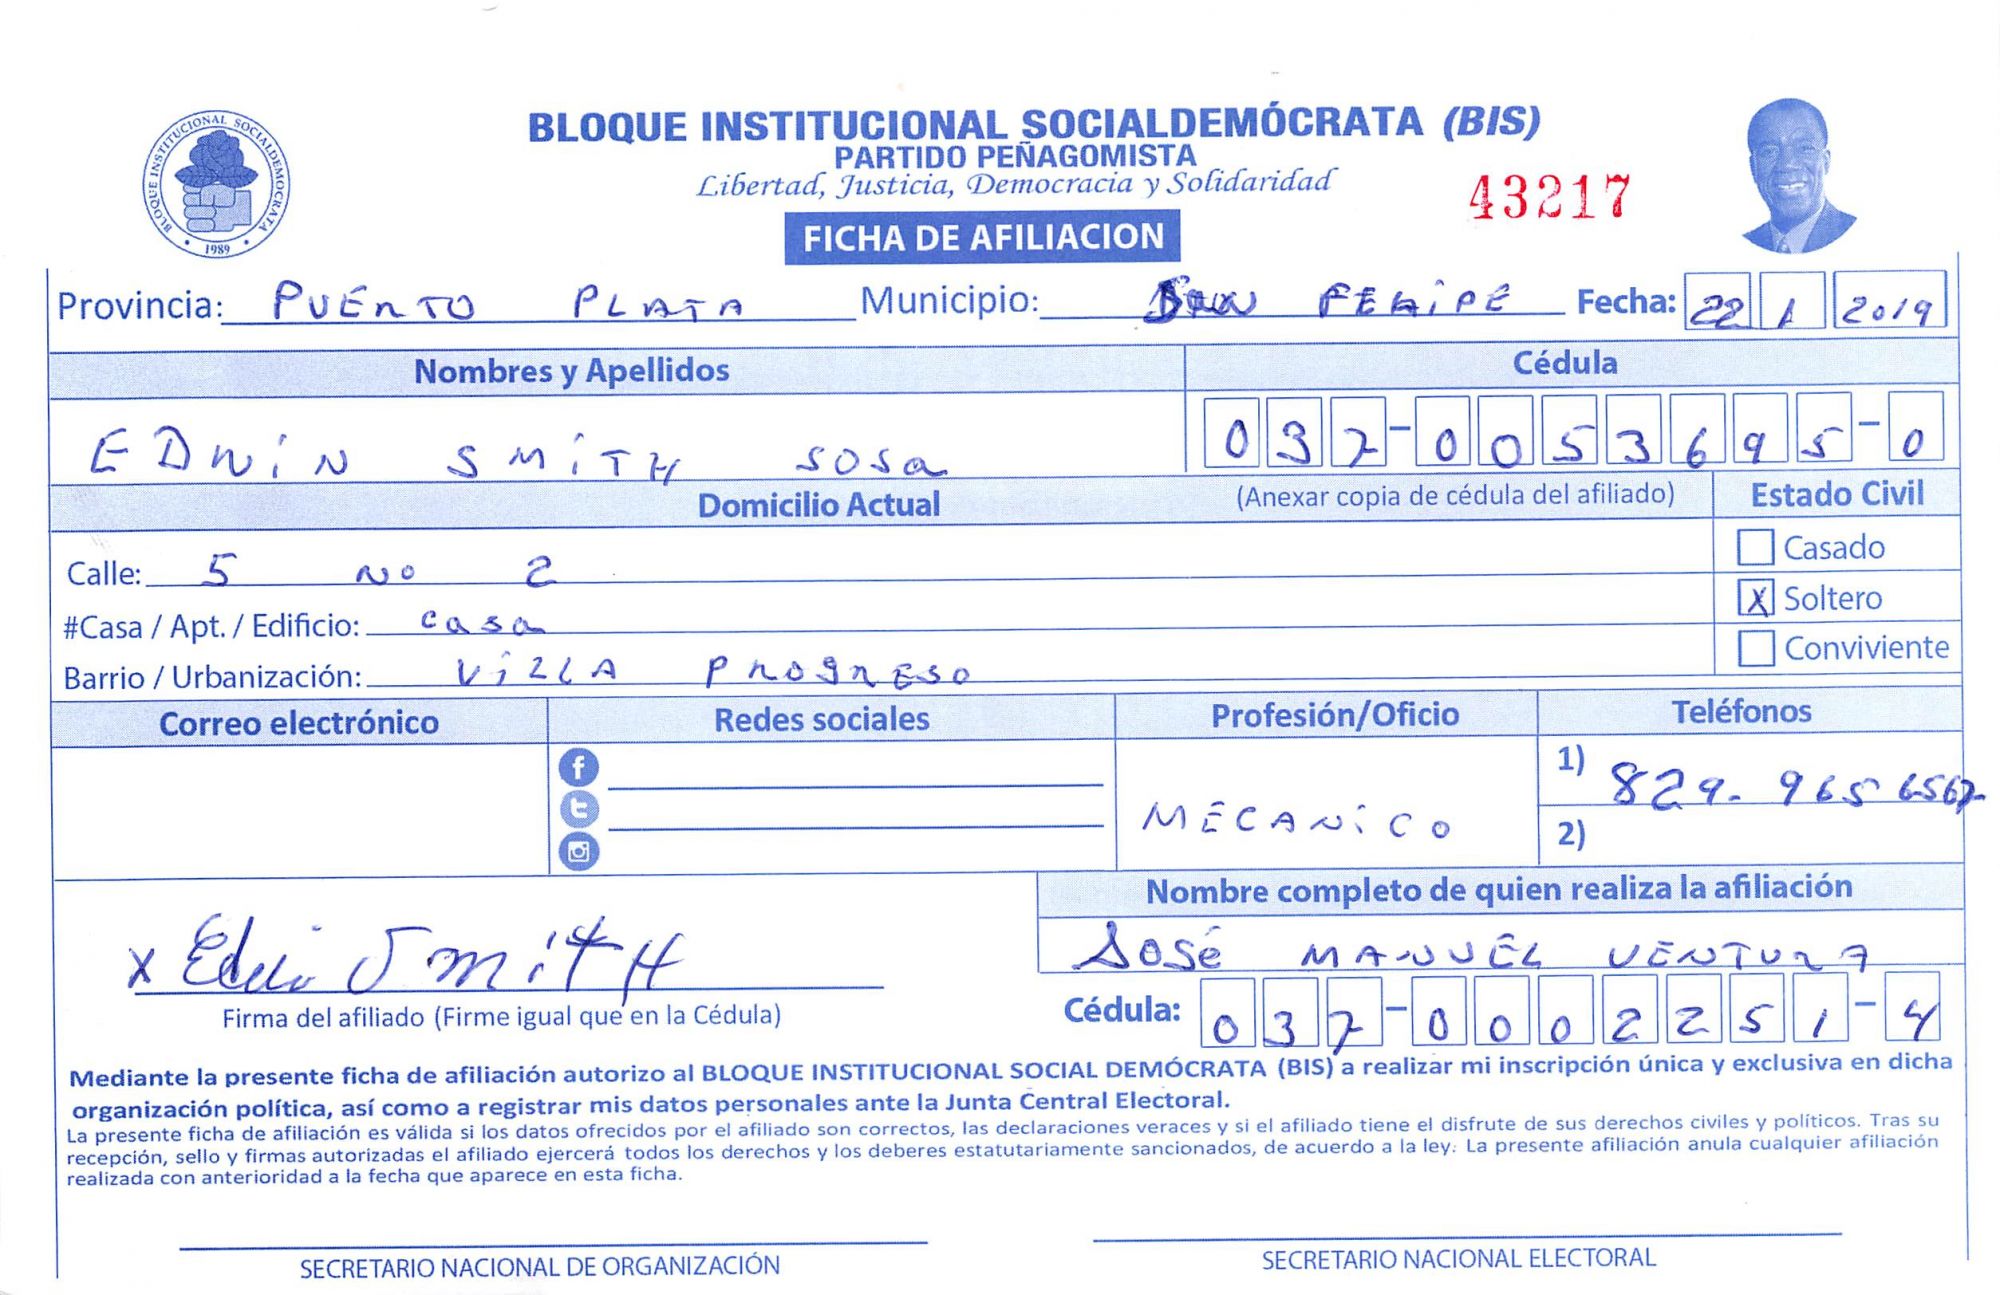 BLOQUE INSTITUCIONAL SOCIALDEMOCRATA
1989
BLOQUE INSTITUCIONAL SOCIALDEMÓCRATA (BIS)
PARTIDO PEÑAGOMISTA
Libertad, Justicia, Democracia y Solidaridad
43217
FICHA DE AFILIACION
Provincia: PUERTO PLATA Municipio: SAN FELIPE Fecha: 22 1 2019
Nombres y Apellidos Cédula
EDWIN SMITH SOSA 037-0053695-0
Domicilio Actual (Anexar copia de cédula del afiliado) Estado Civil
Calle: 5 No 2 Casado
#Casa / Apt. / Edificio: casa X Soltero
Barrio / Urbanización: VILLA PROGRESO Conviviente
Correo electrónico Redes sociales Profesión/Oficio Teléfonos
MECANICO 1) 829-965 6567
2)
Nombre completo de quien realiza la afiliación
JOSÉ MANUEL VENTURA
X Edwin SmitH
Firma del afiliado (Firme igual que en la Cédula) Cédula: 037-0002251-4
Mediante la presente ficha de afiliación autorizo al BLOQUE INSTITUCIONAL SOCIAL DEMÓCRATA (BIS) a realizar mi inscripción única y exclusiva en dicha
organización política, así como a registrar mis datos personales ante la Junta Central Electoral.
La presente ficha de afiliación es válida si los datos ofrecidos por el afiliado son correctos, las declaraciones veraces y si el afiliado tiene el disfrute de sus derechos civiles y políticos. Tras su
recepción, sello y firmas autorizadas el afiliado ejercerá todos los derechos y los deberes estatutariamente sancionados, de acuerdo a la ley. La presente afiliación anula cualquier afiliación
realizada con anterioridad a la fecha que aparece en esta ficha.
SECRETARIO NACIONAL DE ORGANIZACIÓN SECRETARIO NACIONAL ELECTORAL